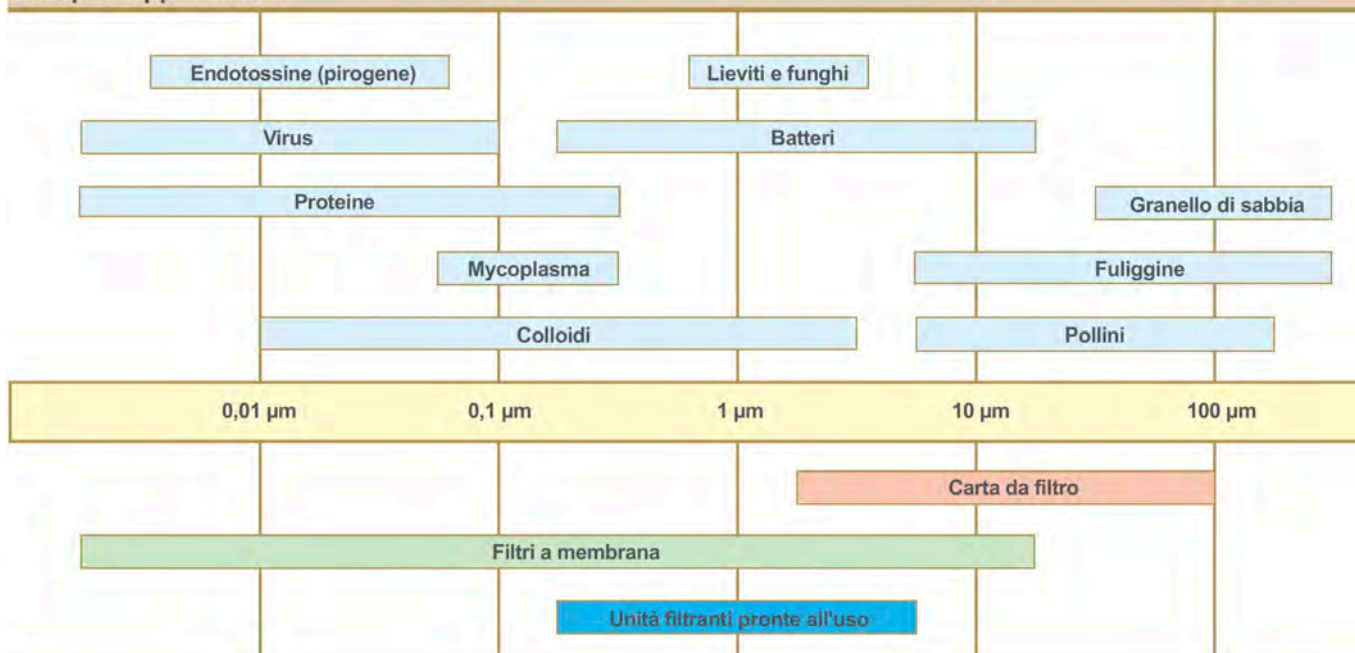 Endotossine (pirogene)
Lieviti e funghi
Virus
Batteri
Proteine
Granello di sabbia
Mycoplasma
Fuliggine
Colloidi
Pollini
0,01 µm
0,1 µm
1 µm
10 µm
100 µm
Carta da filtro
Filtri a membrana
Unità filtranti pronte all'uso